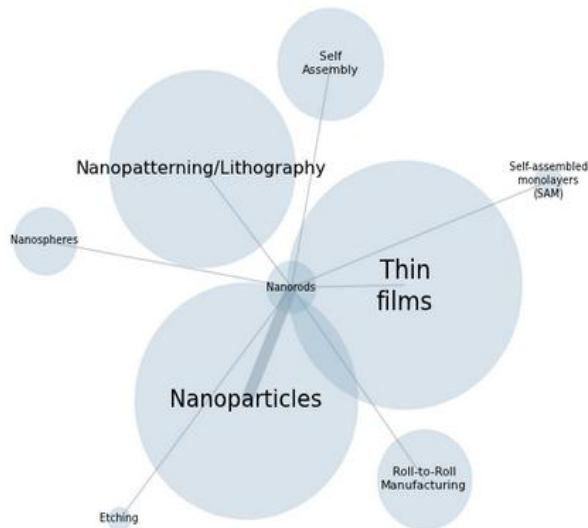 Self
Assembly
Nanopatterning/Lithography
Self-assembled
monolayers
(SAM)
Nanospheres
Nanorods
Thin
films
Nanoparticles
Roll-to-Roll
Manufacturing
Etching